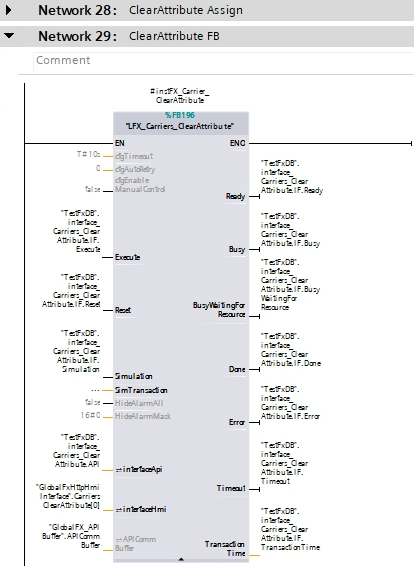 Network 28: ClearAttribute Assign
Network 29: ClearAttribute FB
Comment
#instFX_Carrier_
ClearAttribute
%FB196
"LFX_Carriers_ClearAttribute"
EN
ENO
T#10s
cfgTimeout
0
cfgAutoRetry
cfgEnable
false
ManualControl
"TestFxDB".
interface_
Carriers_Clear
Attribute.IF.Ready
Ready
"TestFxDB".
interface_
Carriers_Clear
Attribute.IF.
Execute
Execute
"TestFxDB".
interface_
Carriers_Clear
Attribute.IF.Busy
Busy
"TestFxDB".
interface_
Carriers_Clear
Attribute.IF.Reset
Reset
"TestFxDB".
interface_
Carriers_Clear
Attribute.IF.Busy
WaitingFor
Resource
BusyWaitingFor
Resource
"TestFxDB".
interface_
Carriers_Clear
Attribute.IF.
Simulation
Simulation
"TestFxDB".
interface_
Carriers_Clear
Attribute.IF.Done
Done
...
SimTransaction
false
HideAlarmAll
16#0
HideAlarmMask
"TestFxDB".
interface_
Carriers_Clear
Attribute.IF.Error
Error
"TestFxDB".
interface_
Carriers_Clear
Attribute.API
interfaceApi
"TestFxDB".
interface_
Carriers_Clear
Attribute.IF.
Timeout
Timeout
"GlobalFxHttpHmi
Interface".Carriers
ClearAttribute[0]
interfaceHmi
"GlobalFX_API
Buffer".APIComm
Buffer
APIComm
Buffer
"TestFxDB".
interface_
Carriers_Clear
Attribute.IF.
TransactionTime
Transaction
Time